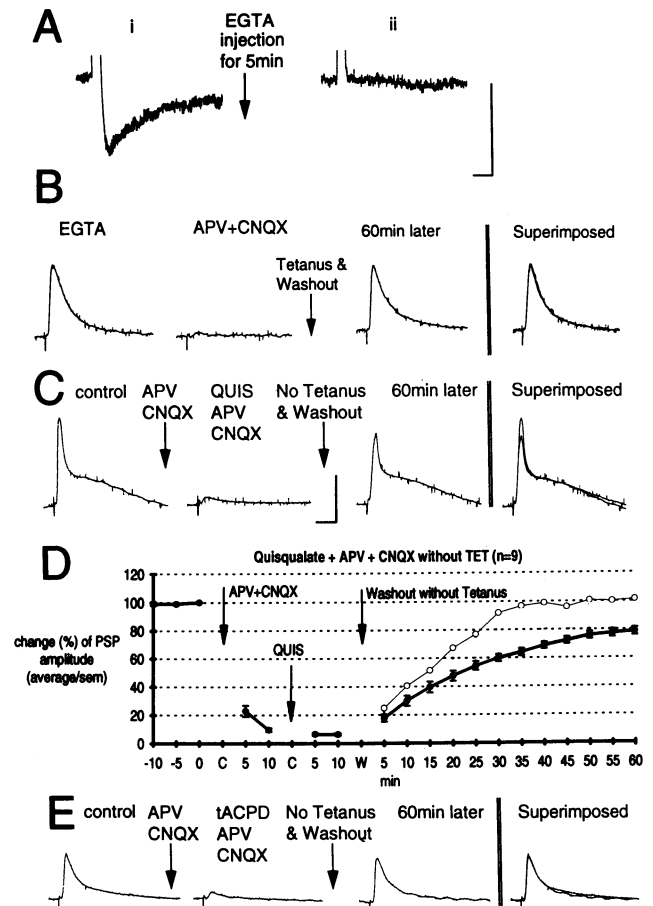 A
i
EGTA
injection
for 5min
ii
B
EGTA
APV+CNQX
Tetanus &
Washout
60min later
Superimposed
C
control
APV
CNQX
QUIS
APV
CNQX
No Tetanus
& Washout
60min later
Superimposed
D
Quisqualate + APV + CNQX without TET (n=9)
change (%) of PSP
amplitude
(average/sem)
120
100
80
60
40
20
0
APV+CNQX
QUIS
Washout without Tetanus
-10 -5 0 C 5 10 C 5 10 W 5 10 15 20 25 30 35 40 45 50 55 60
min
E
control
APV
CNQX
tACPD
APV
CNQX
No Tetanus
& Washout
60min later
Superimposed